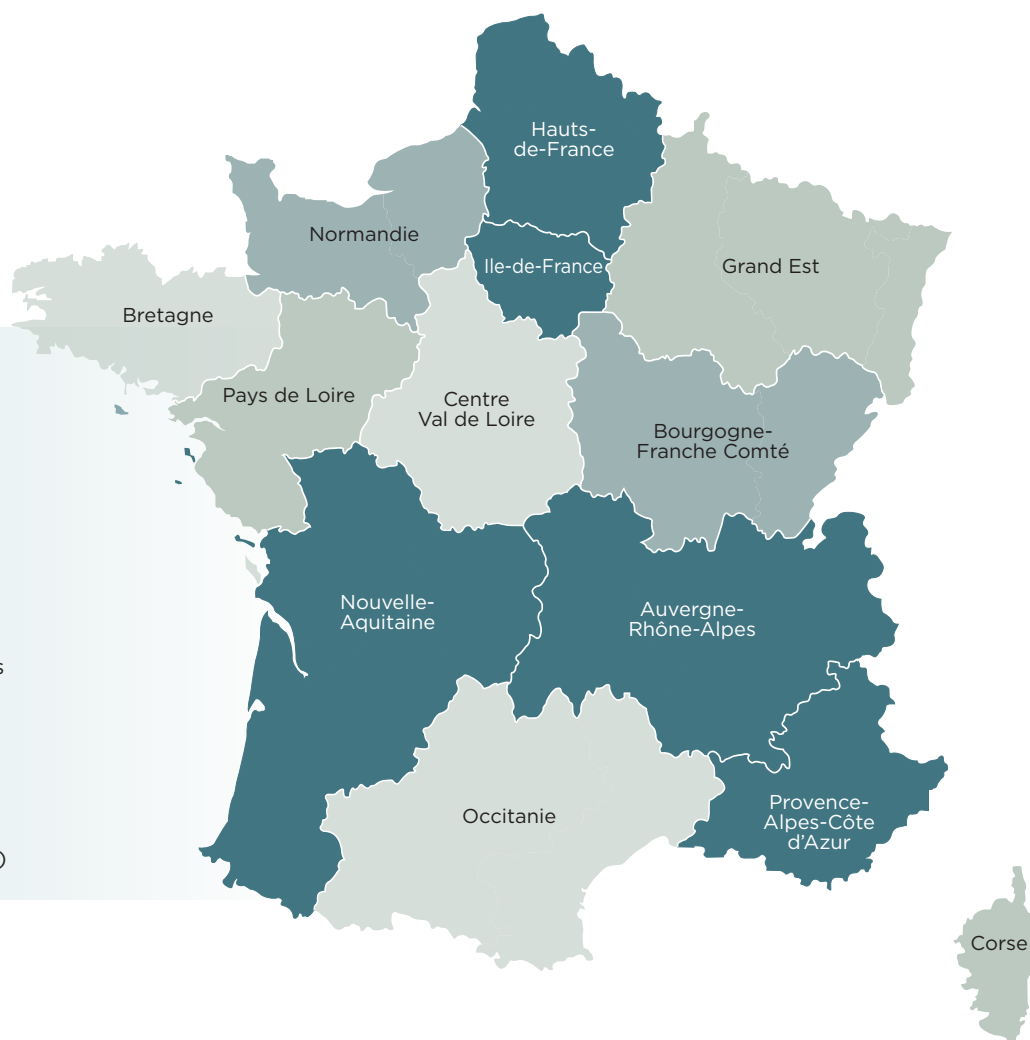 Hauts-
de-France
Normandie
Ile-de-France
Grand Est
Bretagne
Pays de Loire
Centre
Val de Loire
Bourgogne-
Franche Comté
Nouvelle-
Aquitaine
Auvergne-
Rhône-Alpes
s
Provence-
Alpes-Côte
d'Azur
Occitanie
)
Corse